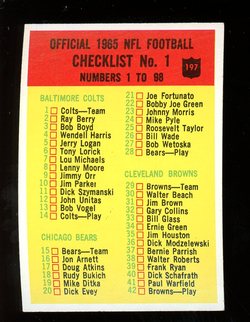 OFFICIAL 1965 NFL FOOTBALL
CHECKLIST No. 1
NUMBERS 1 TO 98
197
BALTIMORE COLTS
1 Colts—Team
2 Ray Berry
3 Bob Boyd
4 Wendell Harris
5 Jerry Logan
6 Tony Lorick
7 Lou Michaels
8 Lenny Moore
9 Jimmy Orr
10 Jim Parker
11 Dick Szymanski
12 John Unitas
13 Bob Vogel
14 Colts—Play
CHICAGO BEARS
15 Bears—Team
16 Jon Arnett
17 Doug Atkins
18 Rudy Bukich
19 Mike Ditka
20 Dick Evey
21 Joe Fortunato
22 Bobby Joe Green
23 Johnny Morris
24 Mike Pyle
25 Roosevelt Taylor
26 Bill Wade
27 Bob Wetoska
28 Bears—Play
CLEVELAND BROWNS
29 Browns—Team
30 Walter Beach
31 Jim Brown
32 Gary Collins
33 Bill Glass
34 Ernie Green
35 Jim Houston
36 Dick Modzelewski
37 Bernie Parrish
38 Walter Roberts
39 Frank Ryan
40 Dick Schafrath
41 Paul Warfield
42 Browns—Play